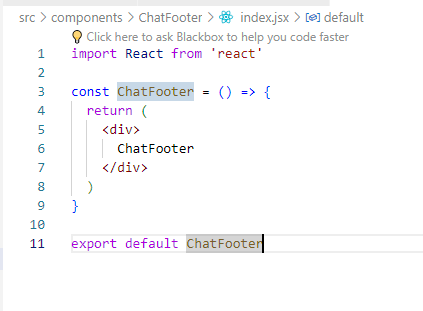 src > components > ChatFooter > index.jsx > default
Click here to ask Blackbox to help you code faster
1 import React from 'react'
2
3 const ChatFooter = () => {
4   return (
5     <div>
6       ChatFooter
7     </div>
8   )
9 }
10
11 export default ChatFooter